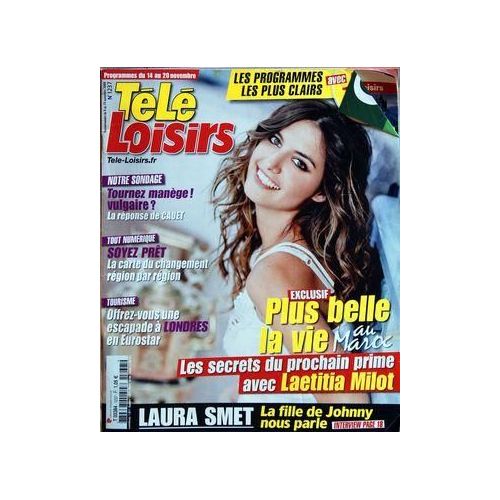 Programmes du 14 au 20 novembre
N°1237
LES PROGRAMMES
LES PLUS CLAIRS avec
TéLé
LOISIRS
Tele-Loisirs.fr
NOTRE SONDAGE
Tournez manège !
vulgaire ?
La réponse de CAUET
TOUT NUMÉRIQUE
SOYEZ PRÊT
La carte du changement
région par région
TOURISME
Offrez-vous une
escapade à LONDRES
en Eurostar
EXCLUSIF
Plus belle
la vie au
Maroc
Les secrets du prochain prime
avec Laetitia Milot
LAURA SMET
La fille de Johnny
nous parle INTERVIEW PAGE 18